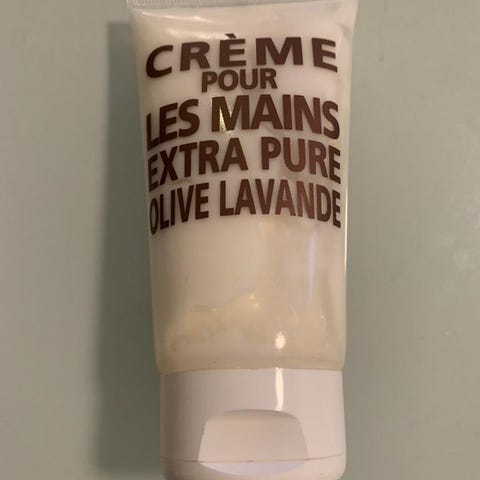 CRÈME
POUR
LES MAINS
EXTRA PURE
OLIVE LAVANDE